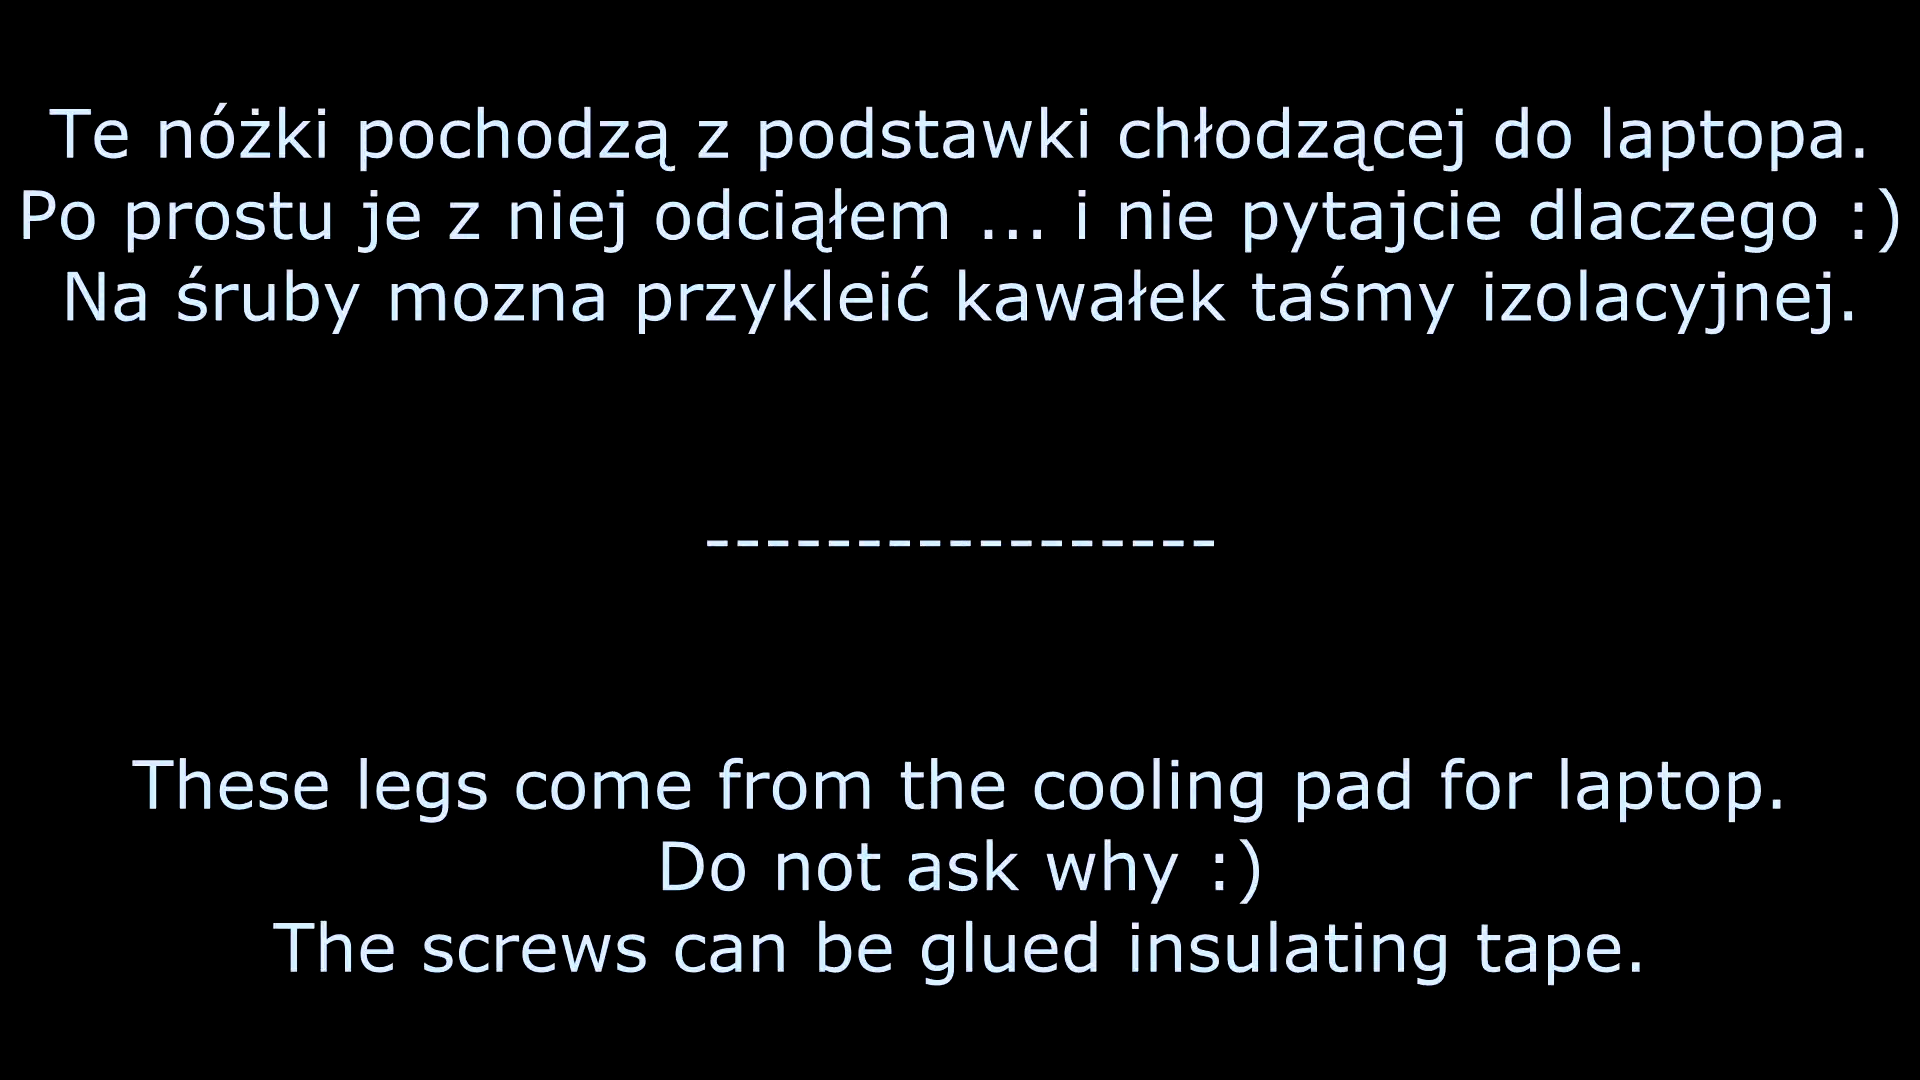 Te nóżki pochodzą z podstawki chłodzącej do laptopa.
Po prostu je z niej odciąłem ... i nie pytajcie dlaczego :)
Na śruby mozna przykleić kawałek taśmy izolacyjnej.
-----------------
These legs come from the cooling pad for laptop.
Do not ask why :)
The screws can be glued insulating tape.